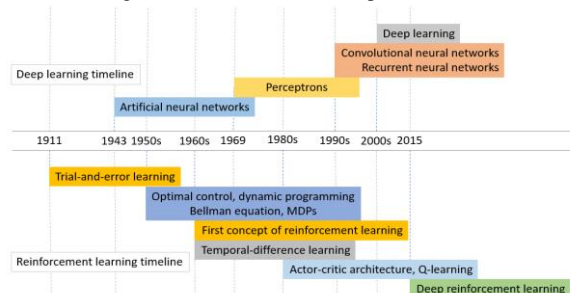 Deep learning
Convolutional neural networks
Recurrent neural networks
Deep learning timeline
Perceptrons
Artificial neural networks
1911 1943 1950s 1960s 1969 1980s 1990s 2000s 2015
Trial-and-error learning
Optimal control, dynamic programming
Bellman equation, MDPs
First concept of reinforcement learning
Temporal-difference learning
Reinforcement learning timeline
Actor-critic architecture, Q-learning
Deep reinforcement learning